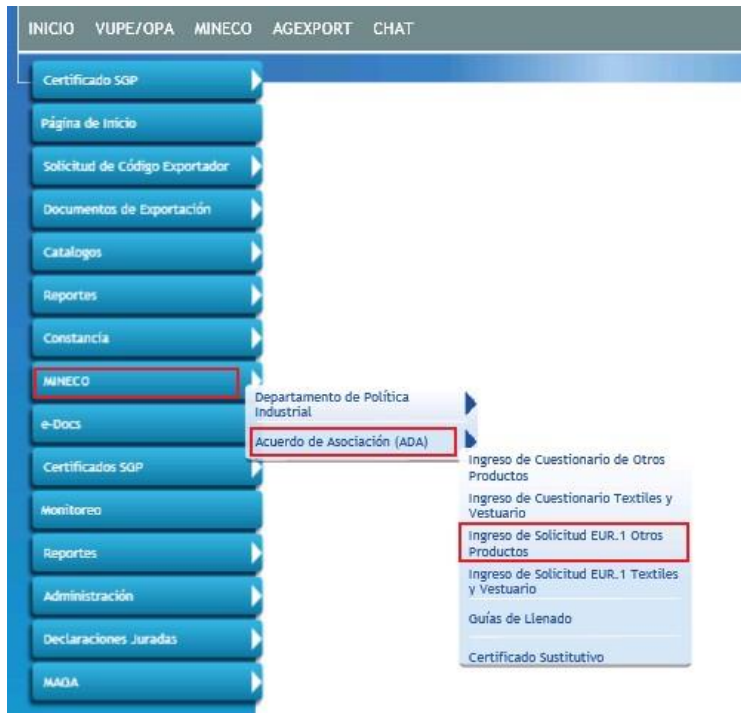 INICIO VUPE/OPA MINECO AGEXPORT CHAT
Certificado SGP
Página de Inicio
Solicitud de Código Exportador
Documentos de Exportación
Catalogos
Reportes
Constancia
MINECO
Departamento de Política
Industrial
Acuerdo de Asociación (ADA)
Ingreso de Cuestionario de Otros
Productos
Ingreso de Cuestionario Textiles y
Vestuario
Ingreso de Solicitud EUR.1 Otros
Productos
Ingreso de Solicitud EUR.1 Textiles
y Vestuario
Guías de Llenado
Certificado Sustitutivo
e-Docs
Certificados SGP
Monitoreo
Reportes
Administración
Declaraciones Juradas
MAGA